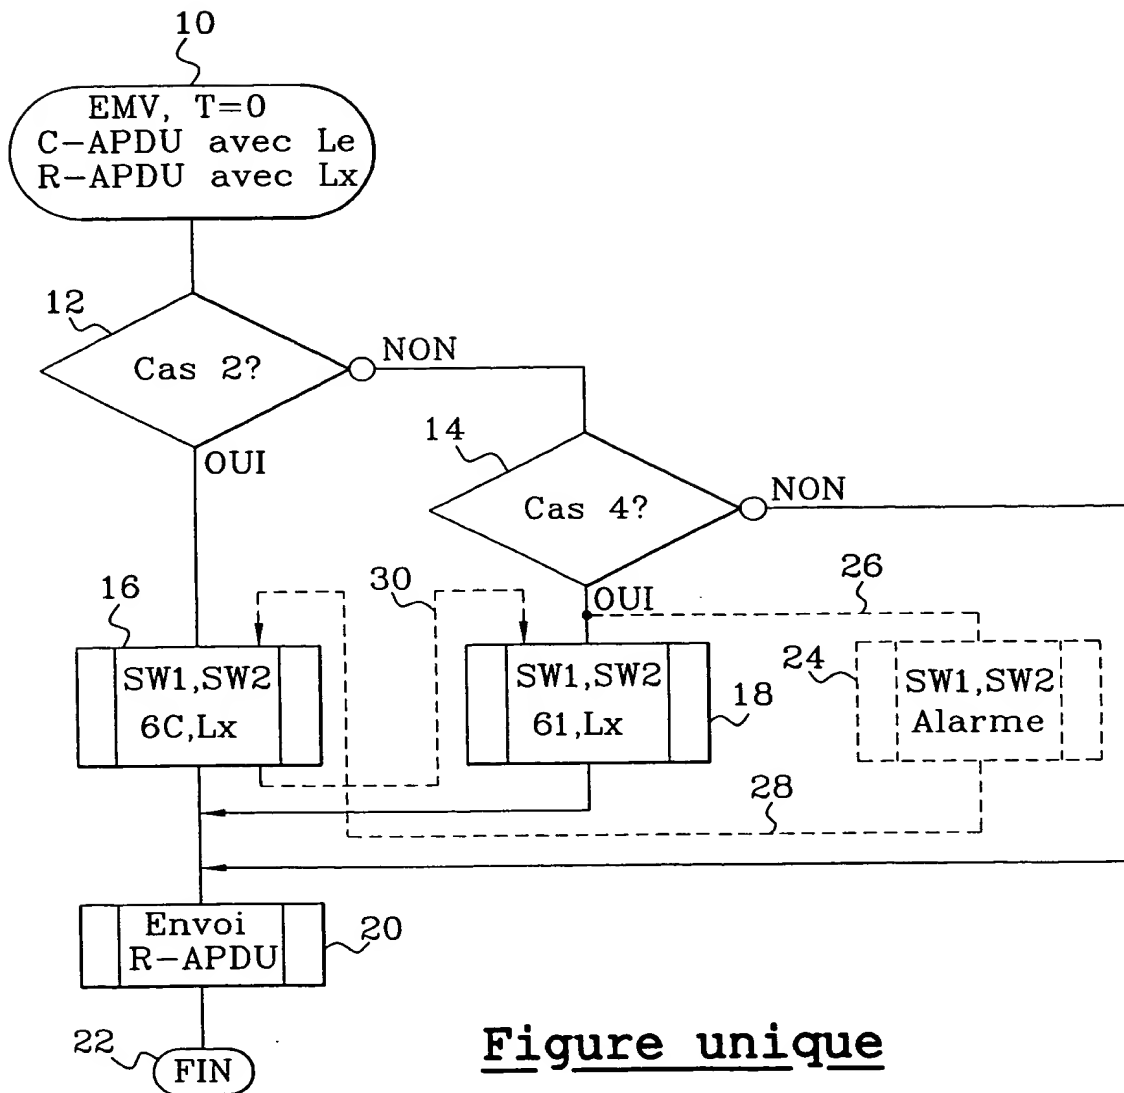 10
EMV, T=0
C-APDU avec Le
R-APDU avec Lx
12
Cas 2?
NON
OUI
14
Cas 4?
NON
OUI
16
30
26
SW1,SW2
6C,Lx
SW1,SW2
61,Lx
18
24
SW1,SW2
Alarme
28
Envoi
R-APDU
20
22
FIN
Figure unique